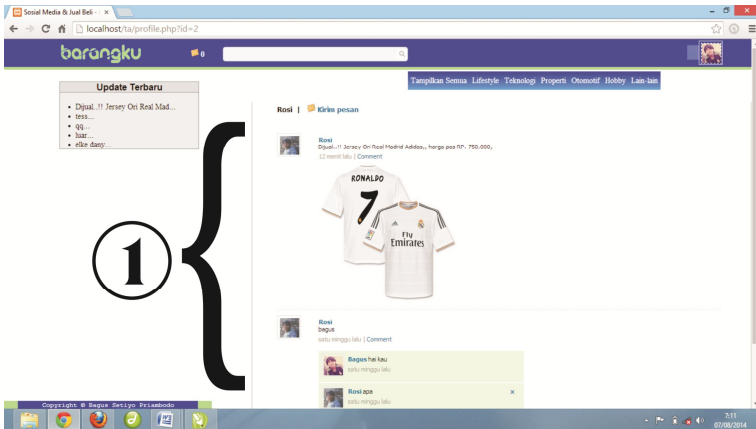 Sosial Media & Jual Beli - 
localhost/ta/profile.php?id=2
barangku
0
Tampilkan Semua Lifestyle Teknologi Properti Otomotif Hobby Lain-lain
Update Terbaru
• Dijual..!! Jersey Ori Real Mad...
• tess...
• qq...
• luar...
• elke dany...
Rosi | Kirim pesan
Rosi
Dijual..!! Jersey Ori Real Madrid Adidas,, harga pas RP. 750.000,
12 menit lalu | Comment
RONALDO
7
Fly
Emirates
1
Rosi
bagus
satu minggu lalu | Comment
Bagus hai kau
satu minggu lalu
Rosi apa x
satu minggu lalu
Copyright © Bagus Setiyo Priambodo
7:11
07/08/2014